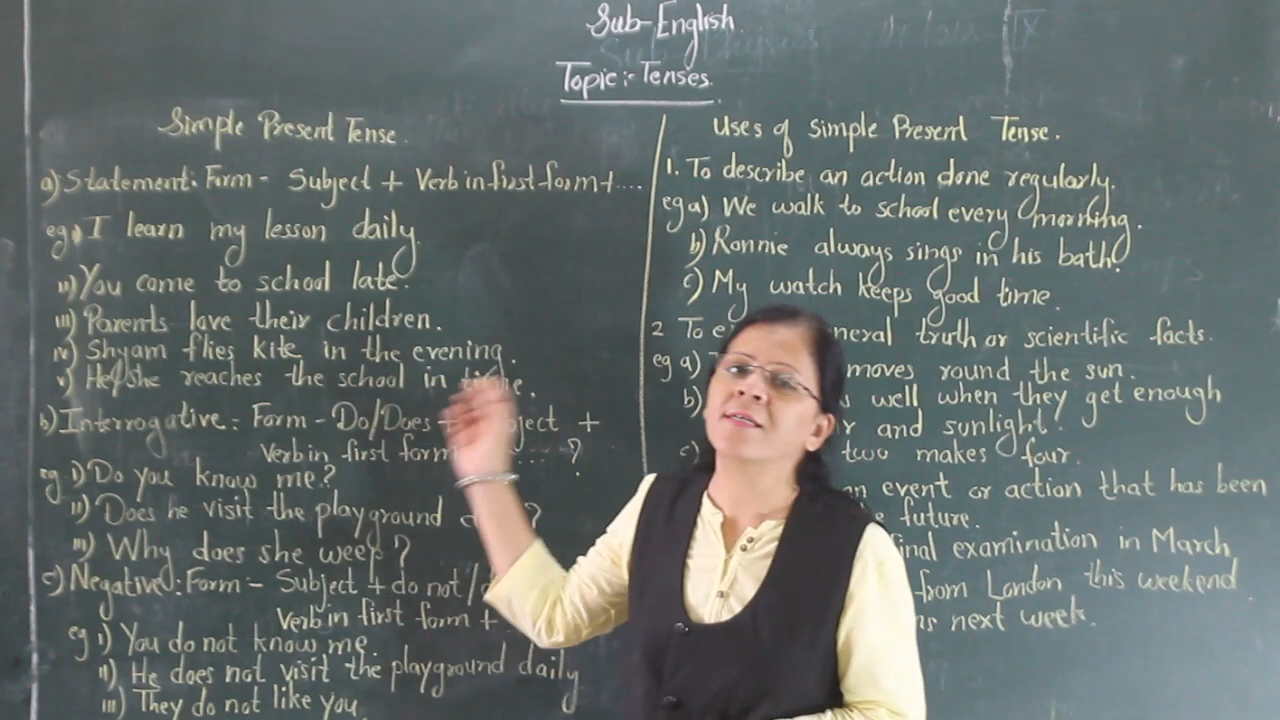 Sub-English
Topic:- Tenses.
Simple Present Tense.
a) Statement: Form - Subject + Verb in first form + ....
eg i) I learn my lesson daily.
ii) You come to school late.
iii) Parents love their children.
iv) Shyam flies kite in the evening.
v) He/she reaches the school in time.
b) Interrogative: Form - Do/Does + Subject +
Verb in first form .... ?
eg. i) Do you know me?
ii) Does he visit the playground ?
iii) Why does she weep?
c) Negative: Form:- Subject + do not/
Verb in first form +
eg i) You do not know me.
ii) He does not visit the playground daily
iii) They do not like you.
Uses of Simple Present Tense.
1. To describe an action done regularly.
eg a) We walk to school every morning.
b) Ronnie always sings in his bath.
c) My watch keeps good time.
2 To truth or scientific facts.
eg a) moves round the sun.
b) well when they get enough
and sunlight.
c) two makes four.
an event or action that has been
future.
examination in March
from London this weekend
next week.